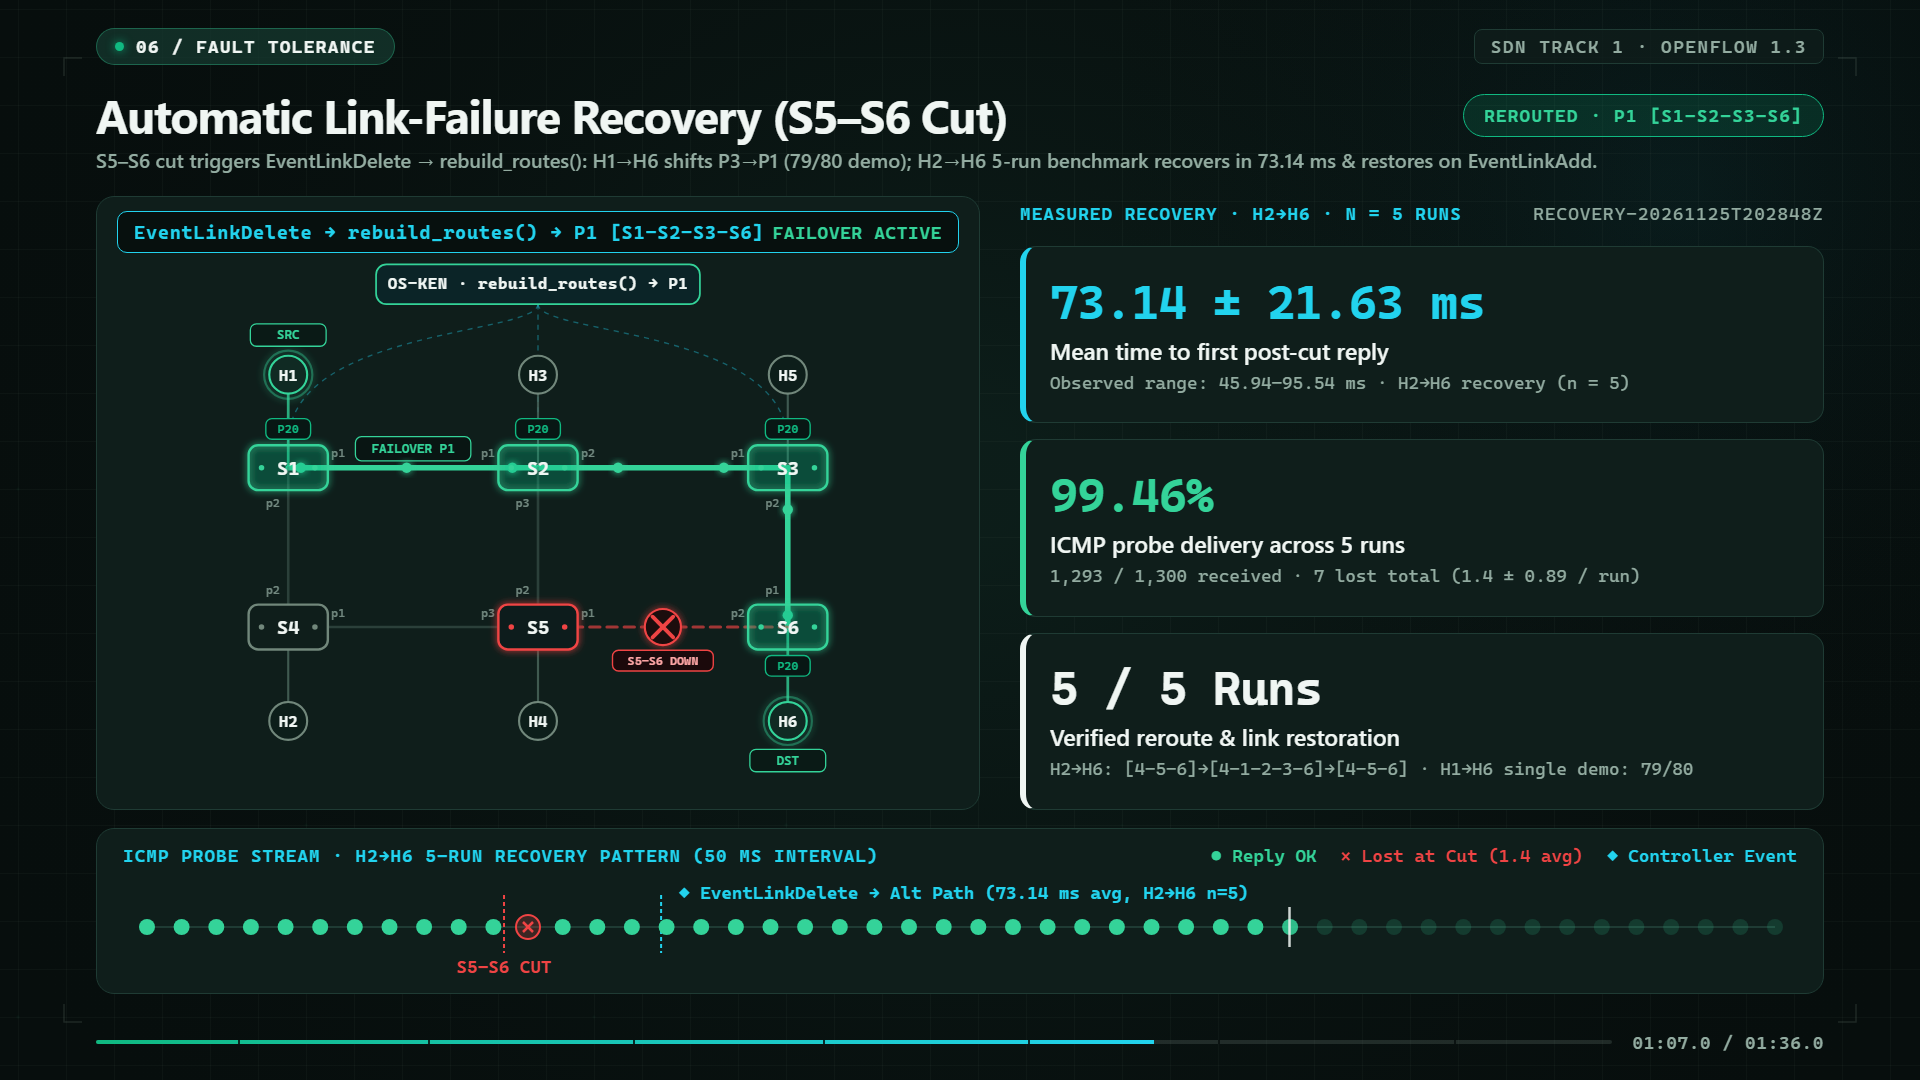 06 / FAULT TOLERANCE
SDN TRACK 1 · OPENFLOW 1.3
Automatic Link-Failure Recovery (S5–S6 Cut)
REROUTED · P1 [S1–S2–S3–S6]
S5–S6 cut triggers EventLinkDelete → rebuild_routes(): H1→H6 shifts P3→P1 (79/80 demo); H2→H6 5-run benchmark recovers in 73.14 ms & restores on EventLinkAdd.
EventLinkDelete → rebuild_routes() → P1 [S1–S2–S3–S6] FAILOVER ACTIVE
OS-KEN · rebuild_routes() → P1
SRC
H1
H3
H5
P20
P20
P20
S1
p1
FAILOVER P1
p1
S2
p2
p1
S3
p2
p3
p2
p2
p2
p1
S4
p1
p3
S5
p1
p2
S6
S5–S6 DOWN
P20
H2
H4
H6
DST
MEASURED RECOVERY · H2→H6 · N = 5 RUNS
RECOVERY-20261125T202848Z
73.14 ± 21.63 ms
Mean time to first post-cut reply
Observed range: 45.94–95.54 ms · H2→H6 recovery (n = 5)
99.46%
ICMP probe delivery across 5 runs
1,293 / 1,300 received · 7 lost total (1.4 ± 0.89 / run)
5 / 5 Runs
Verified reroute & link restoration
H2→H6: [4–5–6]→[4–1–2–3–6]→[4–5–6] · H1→H6 single demo: 79/80
ICMP PROBE STREAM · H2→H6 5-RUN RECOVERY PATTERN (50 MS INTERVAL)
Reply OK
× Lost at Cut (1.4 avg)
◆ Controller Event
◆ EventLinkDelete → Alt Path (73.14 ms avg, H2→H6 n=5)
S5–S6 CUT
01:07.0 / 01:36.0